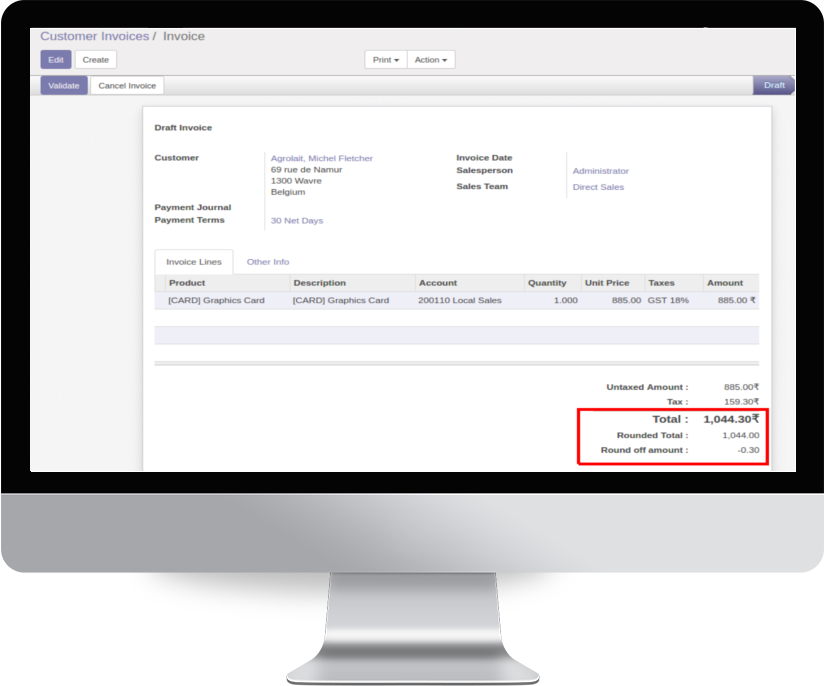 Customer Invoices / Invoice
Edit Create Print Action
Validate Cancel Invoice Draft
Draft Invoice
Customer Agrolait, Michel Fletcher Invoice Date
69 rue de Namur Salesperson Administrator
1300 Wavre
Belgium Sales Team Direct Sales
Payment Journal
Payment Terms 30 Net Days
Invoice Lines Other Info
Product Description Account Quantity Unit Price Taxes Amount
[CARD] Graphics Card [CARD] Graphics Card 200110 Local Sales 1.000 885.00 GST 18% 885.00 ₹
Untaxed Amount : 885.00₹
Tax : 159.30₹
Total : 1,044.30₹
Rounded Total : 1,044.00
Round off amount : -0.30